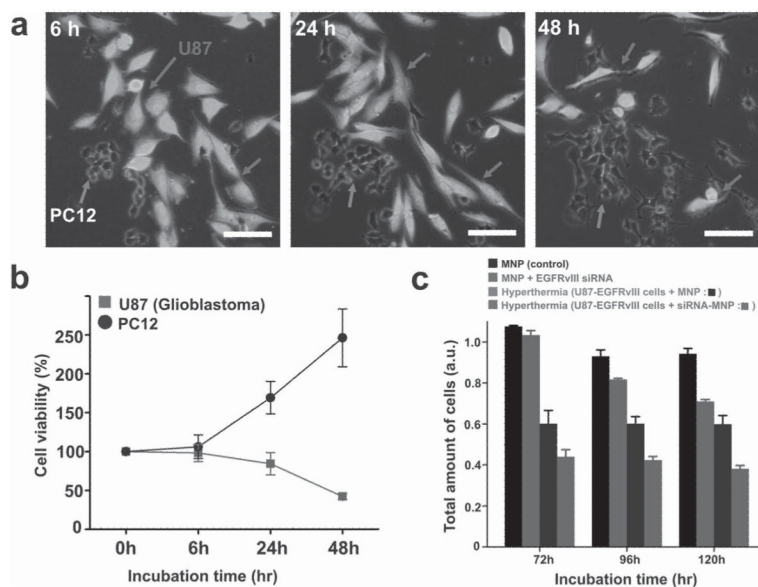 a
6 h
U87
PC12
24 h
48 h
b
U87 (Glioblastoma)
PC12
Cell viability (%)
250
200
150
100
50
0
0h
6h
24h
48h
Incubation time (hr)
c
MNP (control)
MNP + EGFRvIII siRNA
Hyperthermia (U87-EGFRvIII cells + MNP :■ )
Hyperthermia (U87-EGFRvIII cells + siRNA-MNP :■ )
Total amount of cells (a.u.)
1.0
0.8
0.6
0.4
0.2
0
72h
96h
120h
Incubation time (hr)